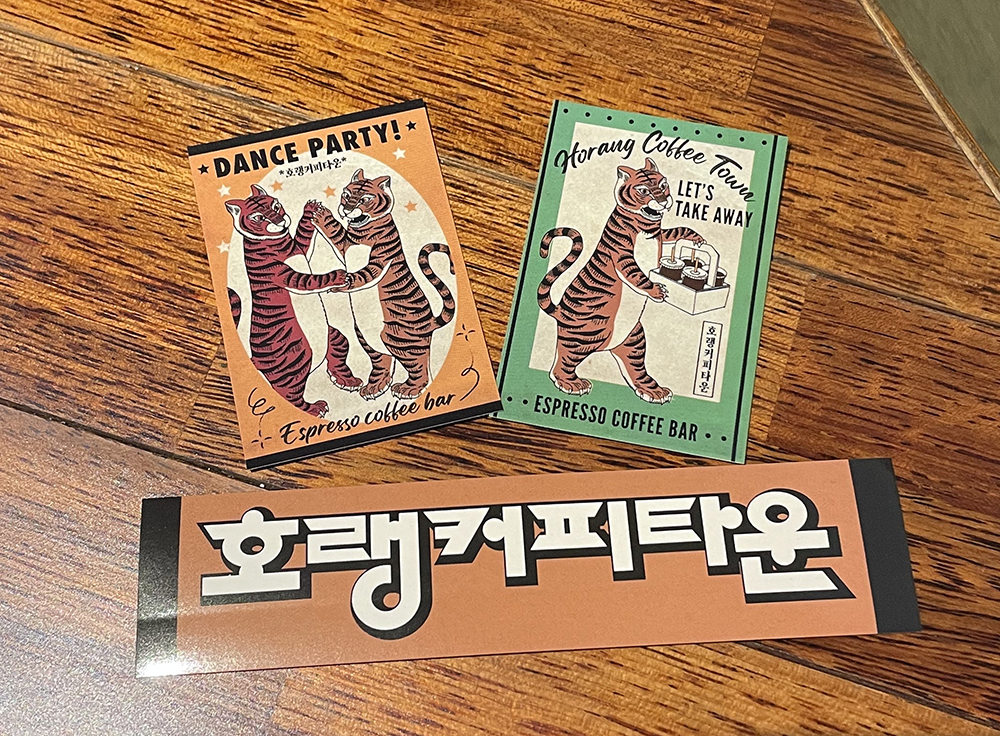 DANCE PARTY!
*호랭커피타운*
Espresso coffee bar
Horang Coffee Town
LET'S
TAKE AWAY
호랭커피타운
ESPRESSO COFFEE BAR
호랭커피타운